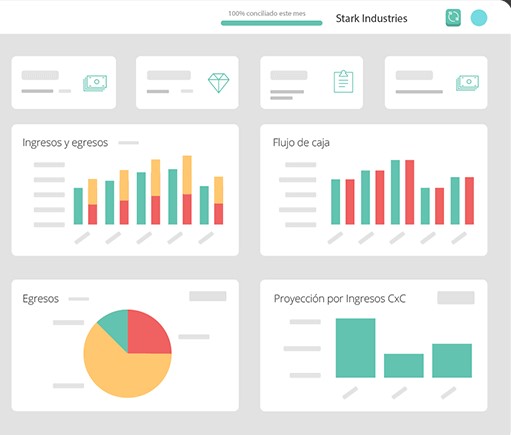 100% conciliado este mes
Stark Industries
Ingresos y egresos
Flujo de caja
Egresos
Proyección por Ingresos CxC